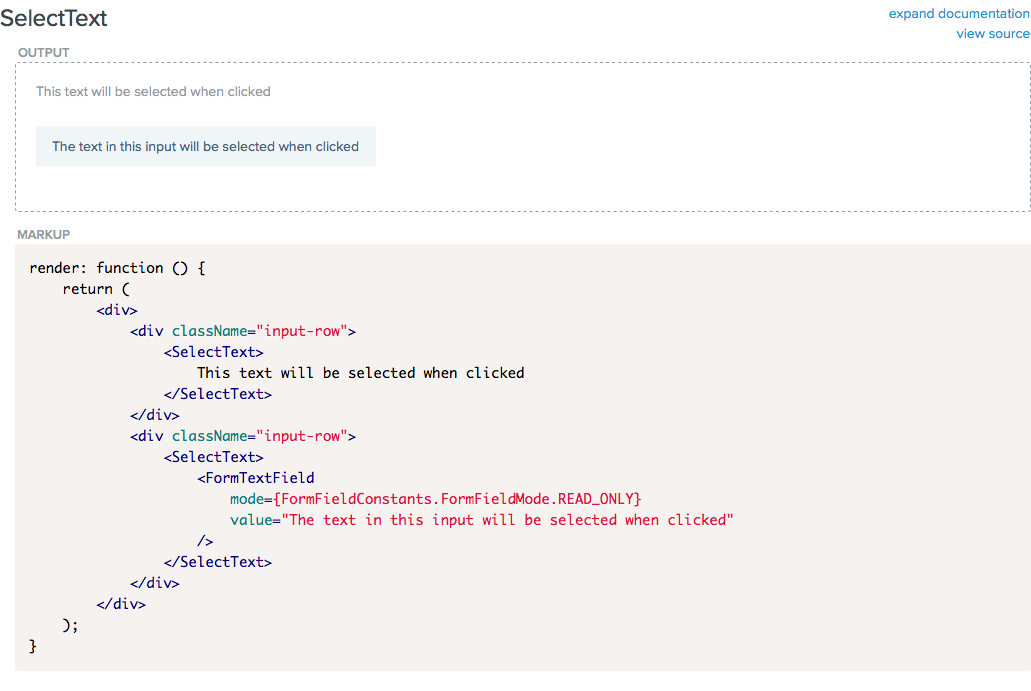 SelectText
expand documentation
view source
OUTPUT
This text will be selected when clicked
The text in this input will be selected when clicked
MARKUP
render: function () {
    return (
        <div>
            <div className="input-row">
                <SelectText>
                    This text will be selected when clicked
                </SelectText>
            </div>
            <div className="input-row">
                <SelectText>
                    <FormTextField
                        mode={FormFieldConstants.FormFieldMode.READ_ONLY}
                        value="The text in this input will be selected when clicked"
                    />
                </SelectText>
            </div>
        </div>
    );
}